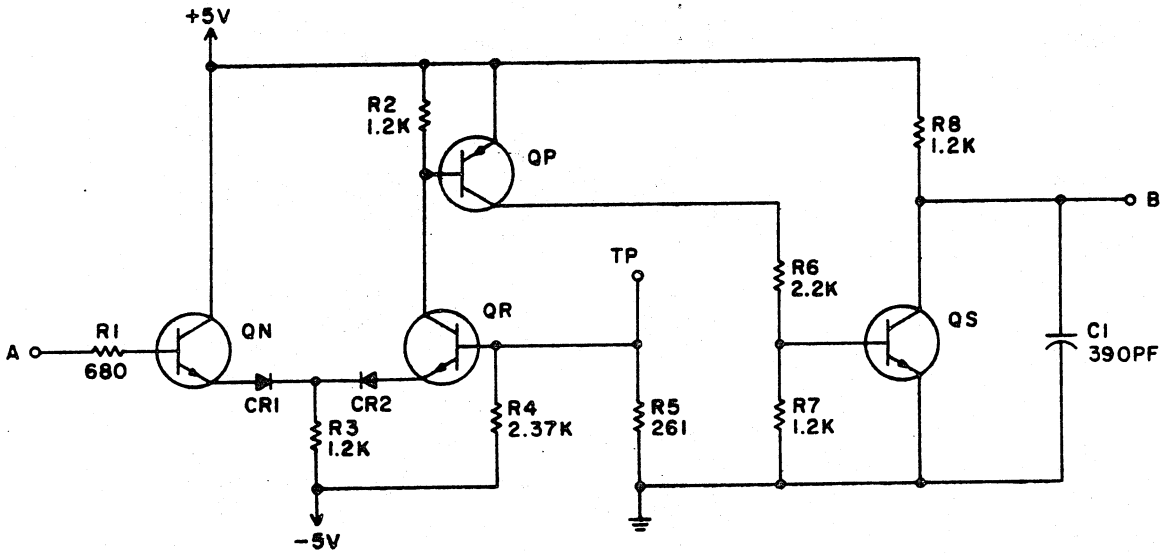 +5V
R2
1.2K
QP
R8
1.2K
B
TP
R6
2.2K
QR
QN
QS
C1
390PF
A
R1
680
CR1
CR2
R3
1.2K
R4
2.37K
R5
261
R7
1.2K
-5V